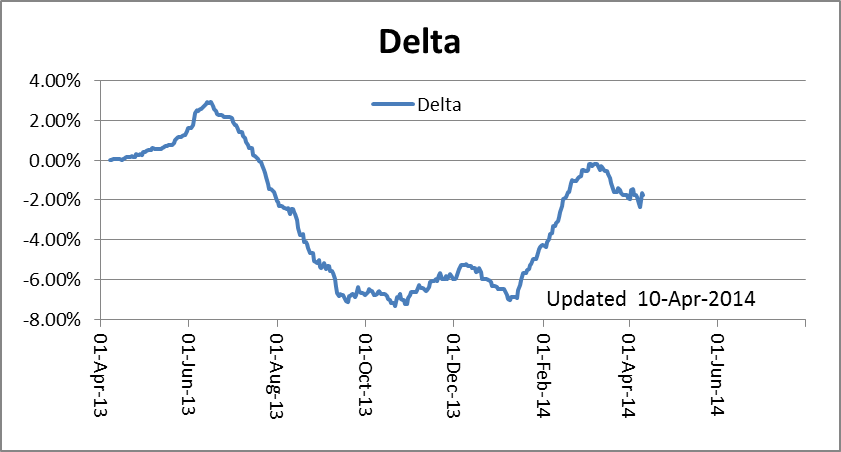 Delta
4.00%
2.00%
0.00%
-2.00%
-4.00%
-6.00%
-8.00%
Delta
Updated  10-Apr-2014
01-Apr-13
01-Jun-13
01-Aug-13
01-Oct-13
01-Dec-13
01-Feb-14
01-Apr-14
01-Jun-14